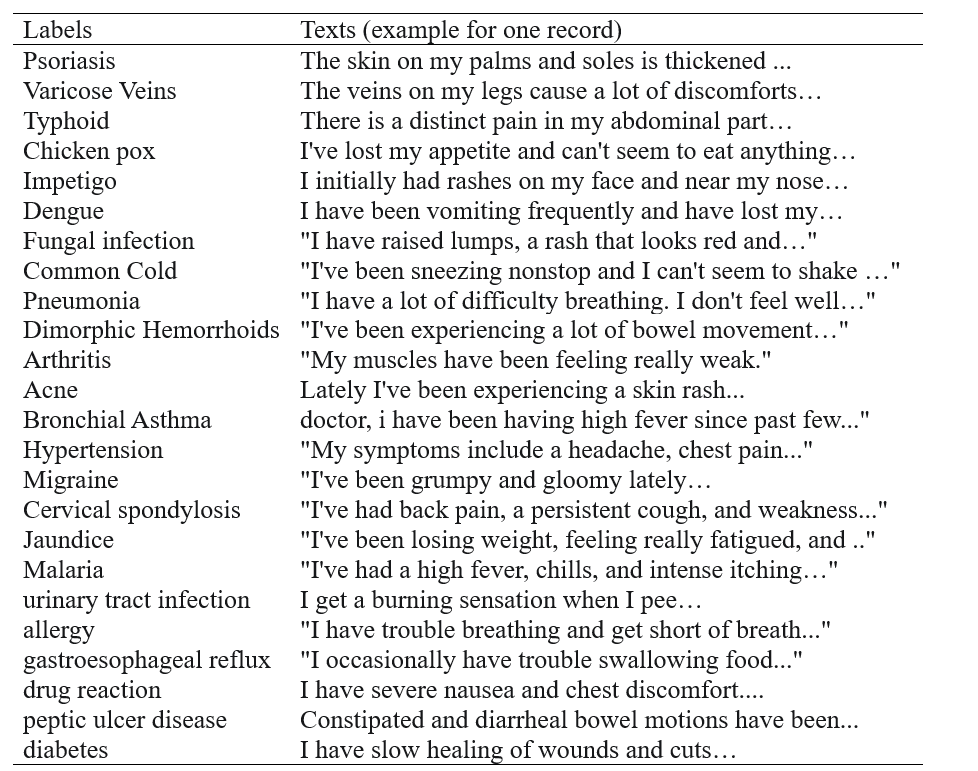 Labels Texts (example for one record)
Psoriasis The skin on my palms and soles is thickened ...
Varicose Veins The veins on my legs cause a lot of discomforts…
Typhoid There is a distinct pain in my abdominal part…
Chicken pox I've lost my appetite and can't seem to eat anything…
Impetigo I initially had rashes on my face and near my nose…
Dengue I have been vomiting frequently and have lost my…
Fungal infection "I have raised lumps, a rash that looks red and…"
Common Cold "I've been sneezing nonstop and I can't seem to shake …"
Pneumonia "I have a lot of difficulty breathing. I don't feel well…"
Dimorphic Hemorrhoids "I've been experiencing a lot of bowel movement…"
Arthritis "My muscles have been feeling really weak."
Acne Lately I've been experiencing a skin rash...
Bronchial Asthma doctor, i have been having high fever since past few..."
Hypertension "My symptoms include a headache, chest pain..."
Migraine "I've been grumpy and gloomy lately…
Cervical spondylosis "I've had back pain, a persistent cough, and weakness..."
Jaundice "I've been losing weight, feeling really fatigued, and .."
Malaria "I've had a high fever, chills, and intense itching…"
urinary tract infection I get a burning sensation when I pee…
allergy "I have trouble breathing and get short of breath..."
gastroesophageal reflux "I occasionally have trouble swallowing food..."
drug reaction I have severe nausea and chest discomfort....
peptic ulcer disease Constipated and diarrheal bowel motions have been...
diabetes I have slow healing of wounds and cuts…